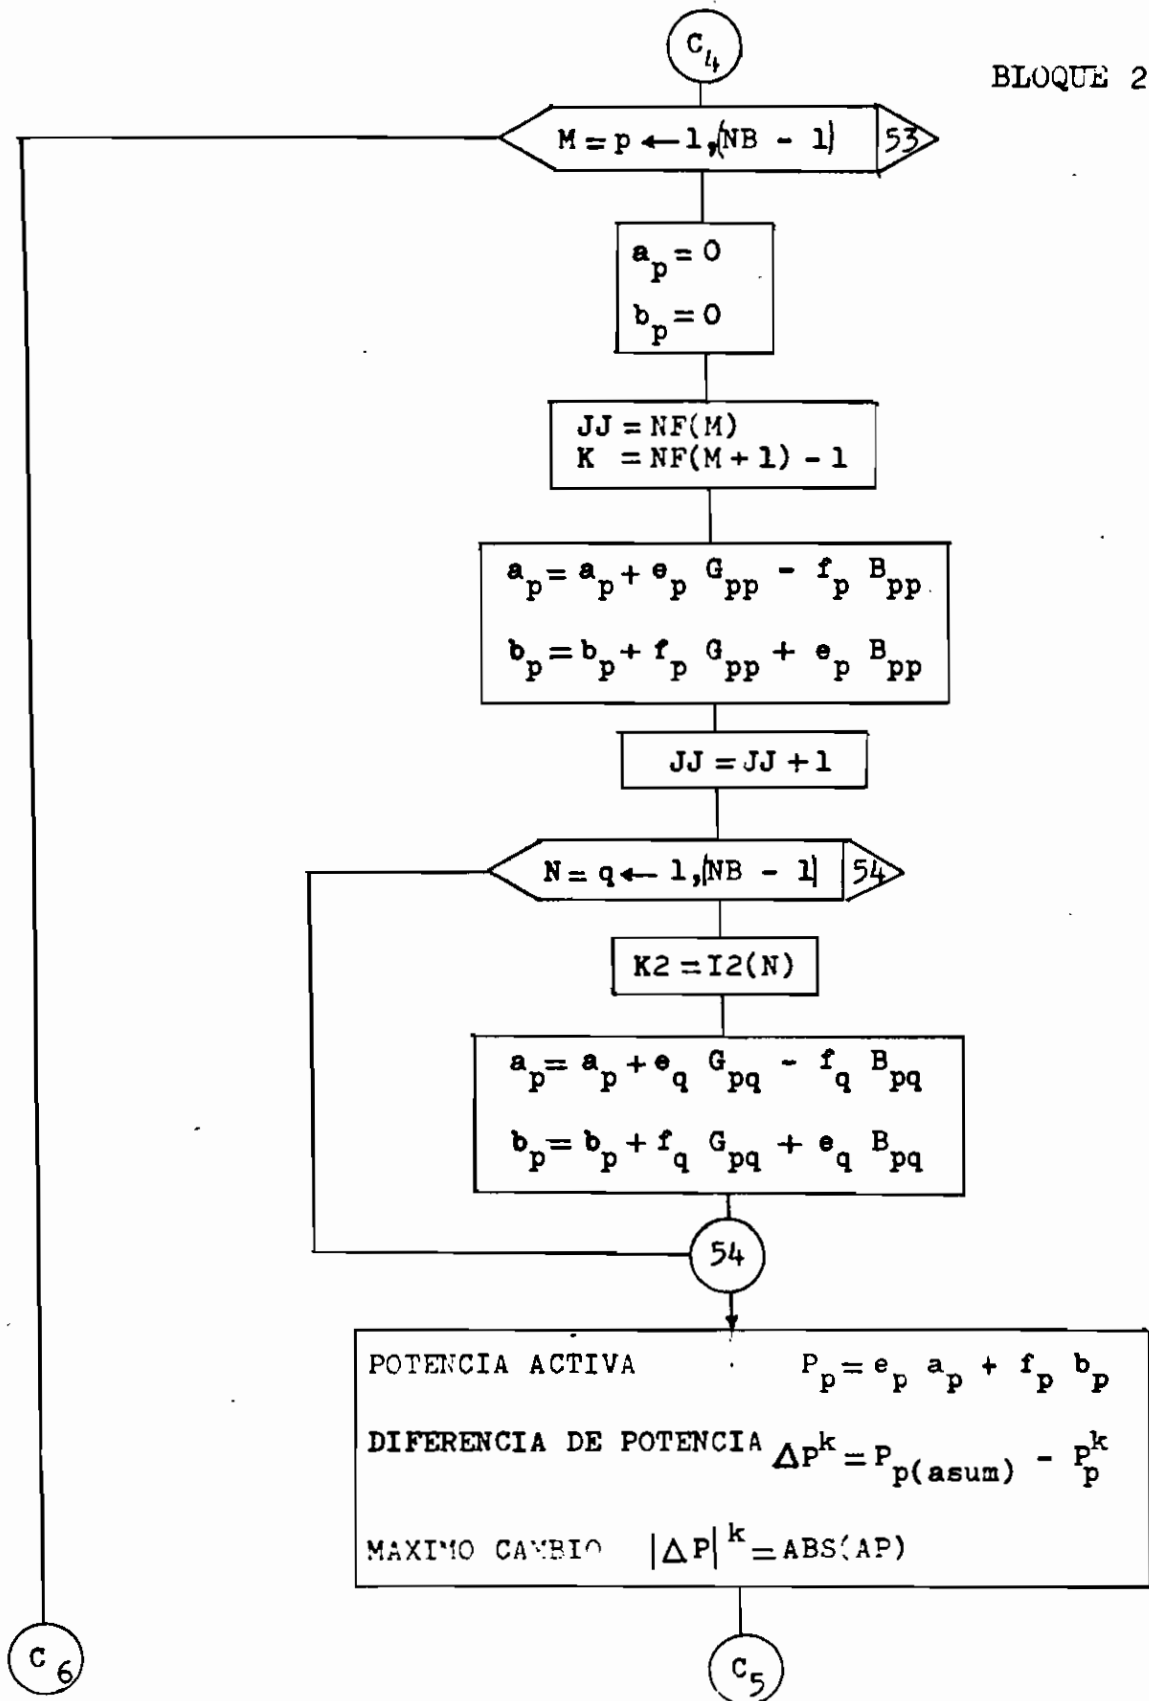 C4
BLOQUE 2
M = p ← 1,(NB - 1) 53
a_p = 0
b_p = 0
JJ = NF(M)
K = NF(M + 1) - 1
a_p = a_p + e_p G_pp - f_p B_pp
b_p = b_p + f_p G_pp + e_p B_pp
JJ = JJ + 1
N = q ← 1,(NB - 1) 54
K2 = I2(N)
a_p = a_p + e_q G_pq - f_q B_pq
b_p = b_p + f_q G_pq + e_q B_pq
54
POTENCIA ACTIVA P_p = e_p a_p + f_p b_p
DIFERENCIA DE POTENCIA ΔP^k = P_p(asum) - P_p^k
MAXIMO CAMBIO |ΔP|^k = ABS(AP)
C6
C5